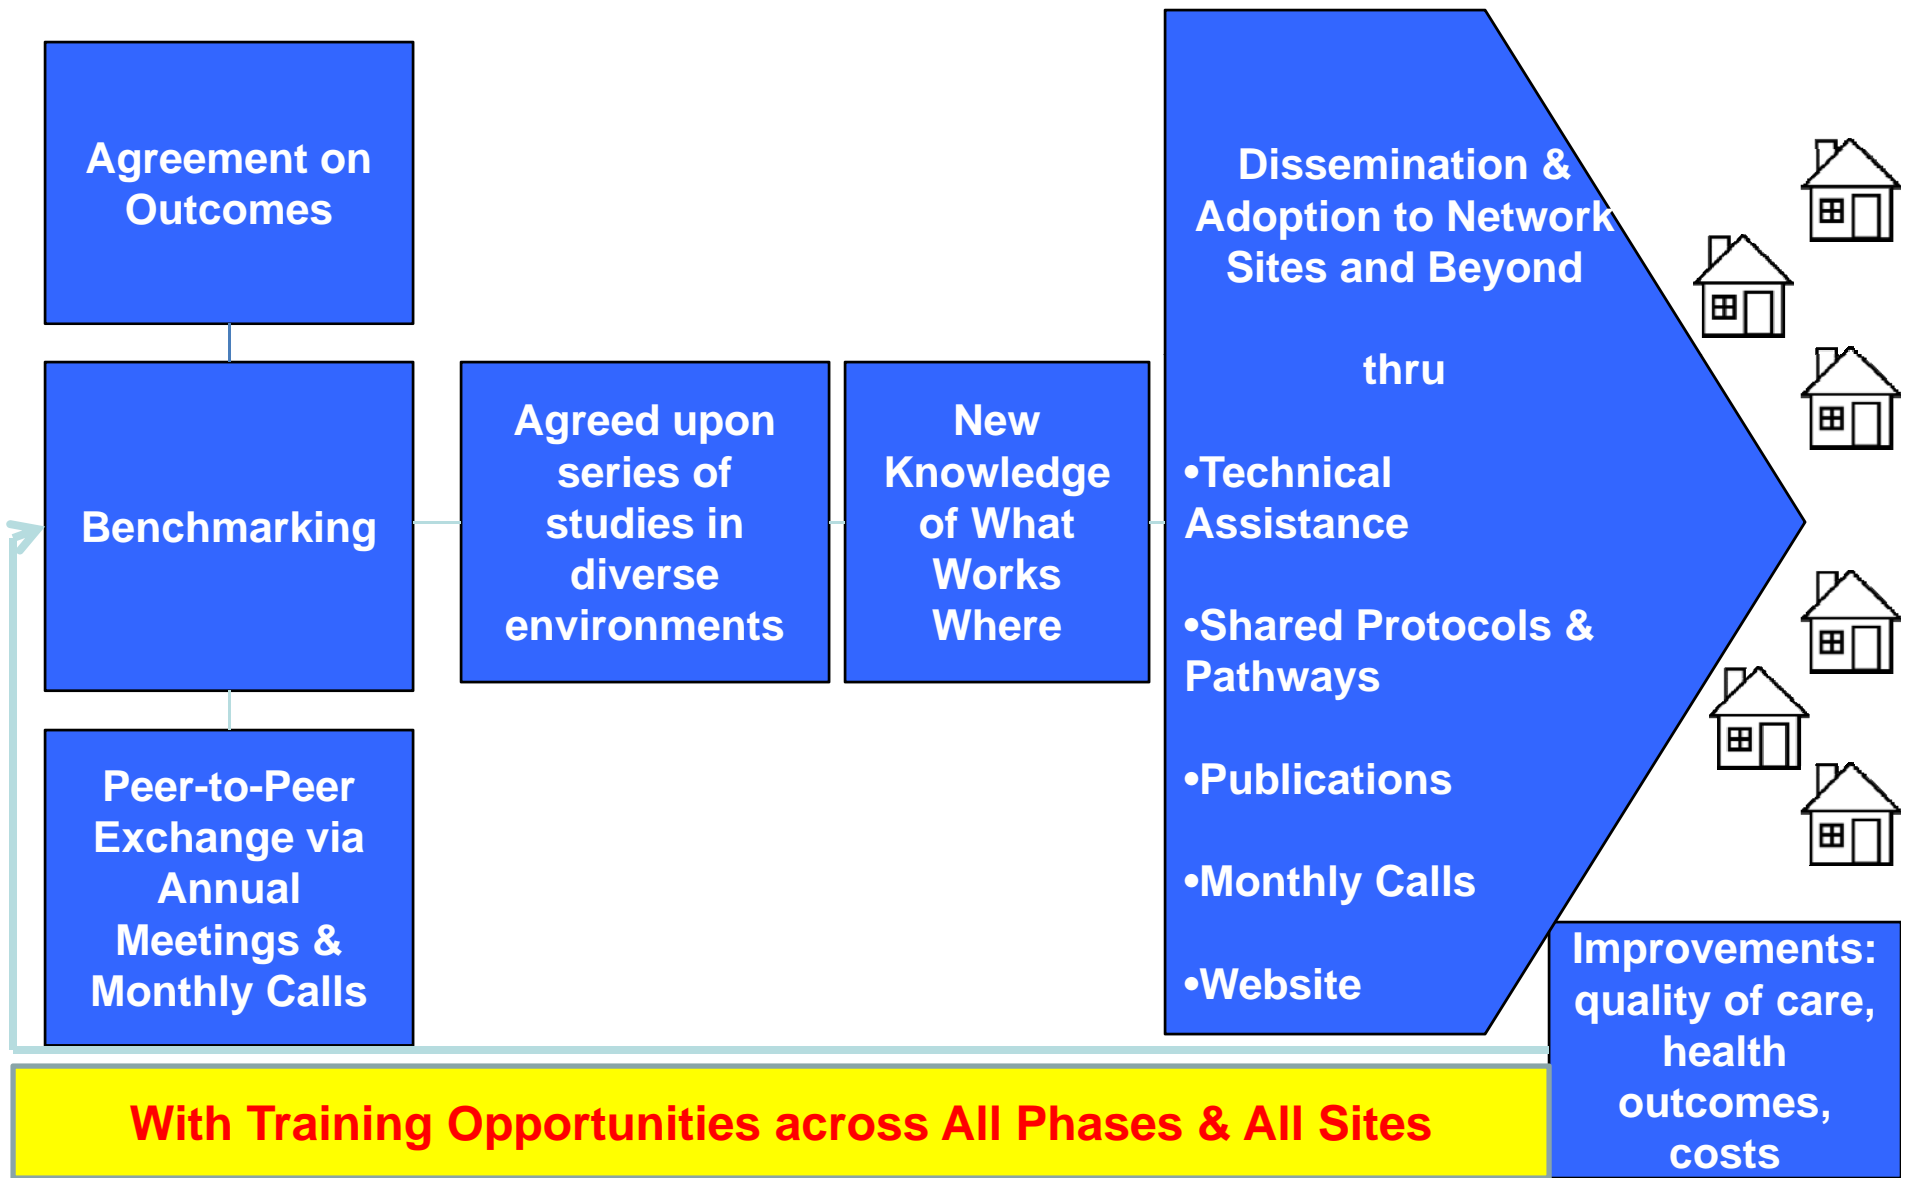 Agreement on
Outcomes
Benchmarking
Peer-to-Peer
Exchange via
Annual
Meetings &
Monthly Calls
Agreed upon
series of
studies in
diverse
environments
New
Knowledge
of What
Works
Where
Dissemination &
Adoption to Network
Sites and Beyond
thru
•Technical
Assistance
•Shared Protocols &
Pathways
•Publications
•Monthly Calls
•Website
Improvements:
quality of care,
health
outcomes,
costs
With Training Opportunities across All Phases & All Sites